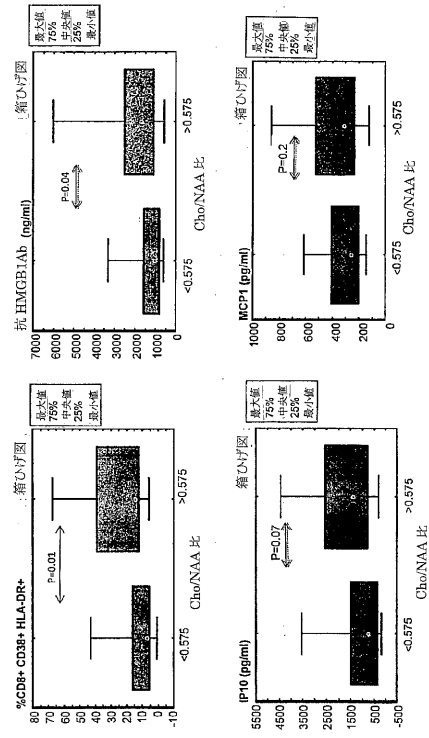 %CD8+ CD38+ HLA-DR+
箱ひげ図
最大値
75%
中央値
25%
最小値
80
70
60
50
40
30
20
10
0
-10
P=0.01
<0.575
>0.575
Cho/NAA 比
抗 HMGB1Ab (ng/ml)
箱ひげ図
最大値
75%
中央値
25%
最小値
7000
6000
5000
4000
3000
2000
1000
0
P=0.04
<0.575
>0.575
Cho/NAA 比
IP10 (pg/ml)
箱ひげ図
最大値
75%
中央値
25%
最小値
5500
4500
3500
2500
1500
500
-500
P=0.07
<0.575
>0.575
Cho/NAA 比
MCP1 (pg/ml)
箱ひげ図
最大値
75%
中央値
25%
最小値
1000
800
600
400
200
0
P=0.2
<0.575
>0.575
Cho/NAA 比